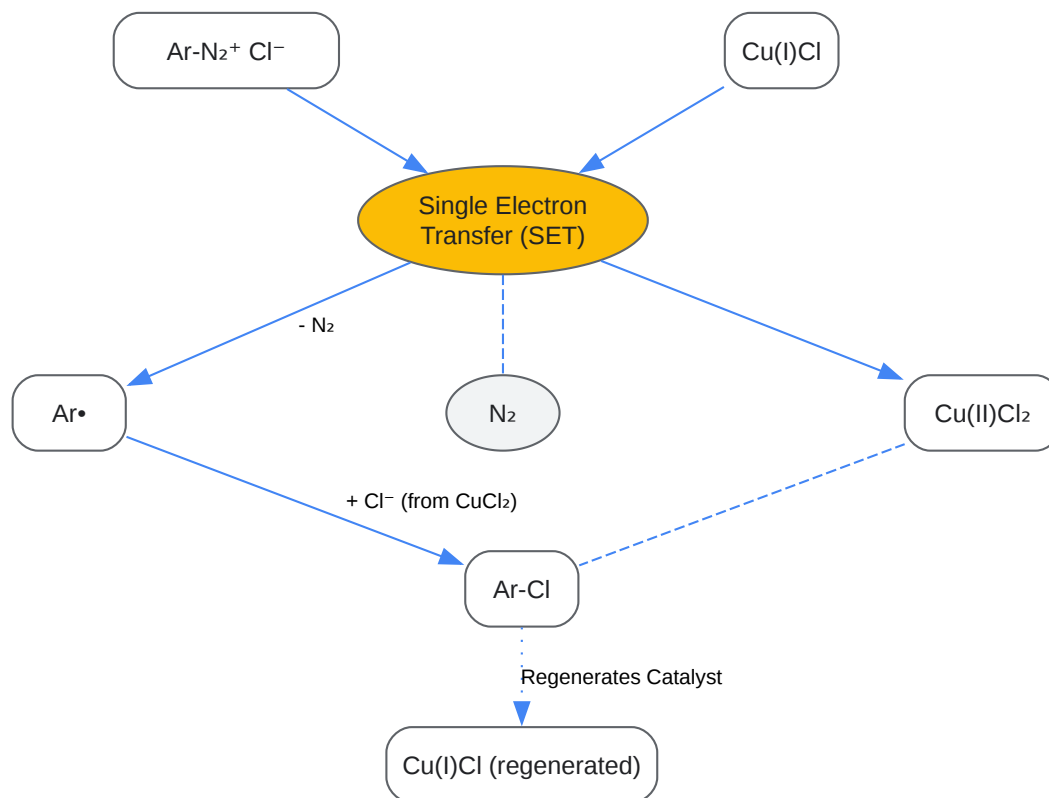 Ar-N₂⁺ Cl⁻
Cu(I)Cl
Single Electron
Transfer (SET)
- N₂
Ar•
N₂
Cu(II)Cl₂
+ Cl⁻ (from CuCl₂)
Ar-Cl
Regenerates Catalyst
Cu(I)Cl (regenerated)